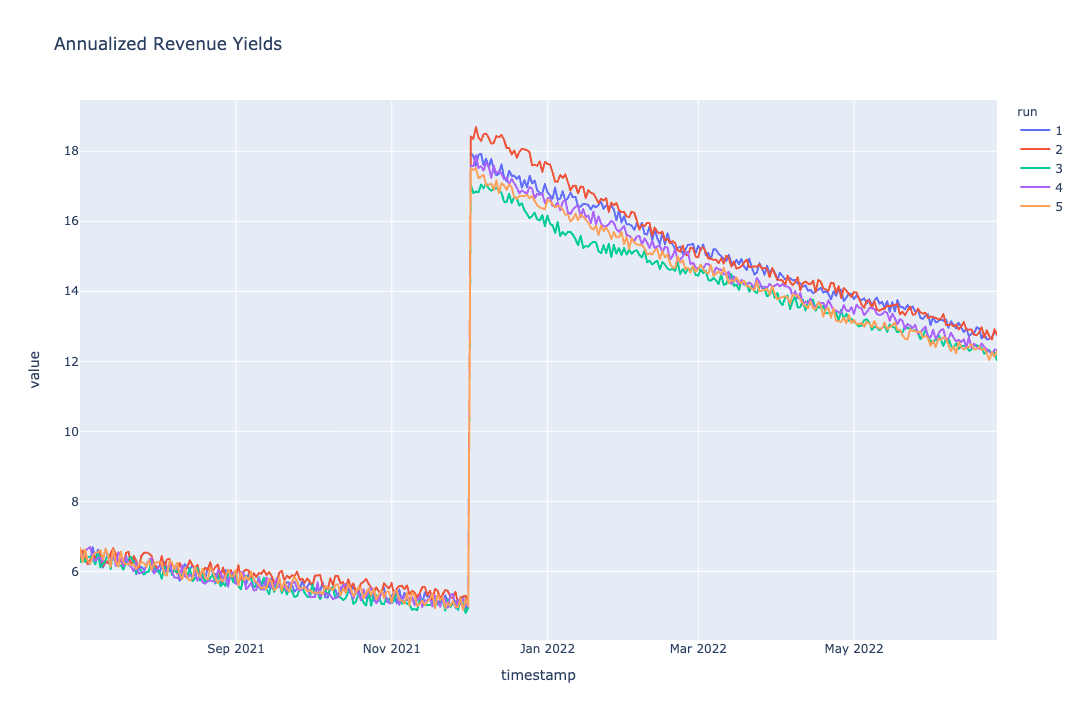 Annualized Revenue Yields
run
1
2
3
4
5
18
16
14
12
10
8
6
value
Sep 2021
Nov 2021
Jan 2022
Mar 2022
May 2022
timestamp